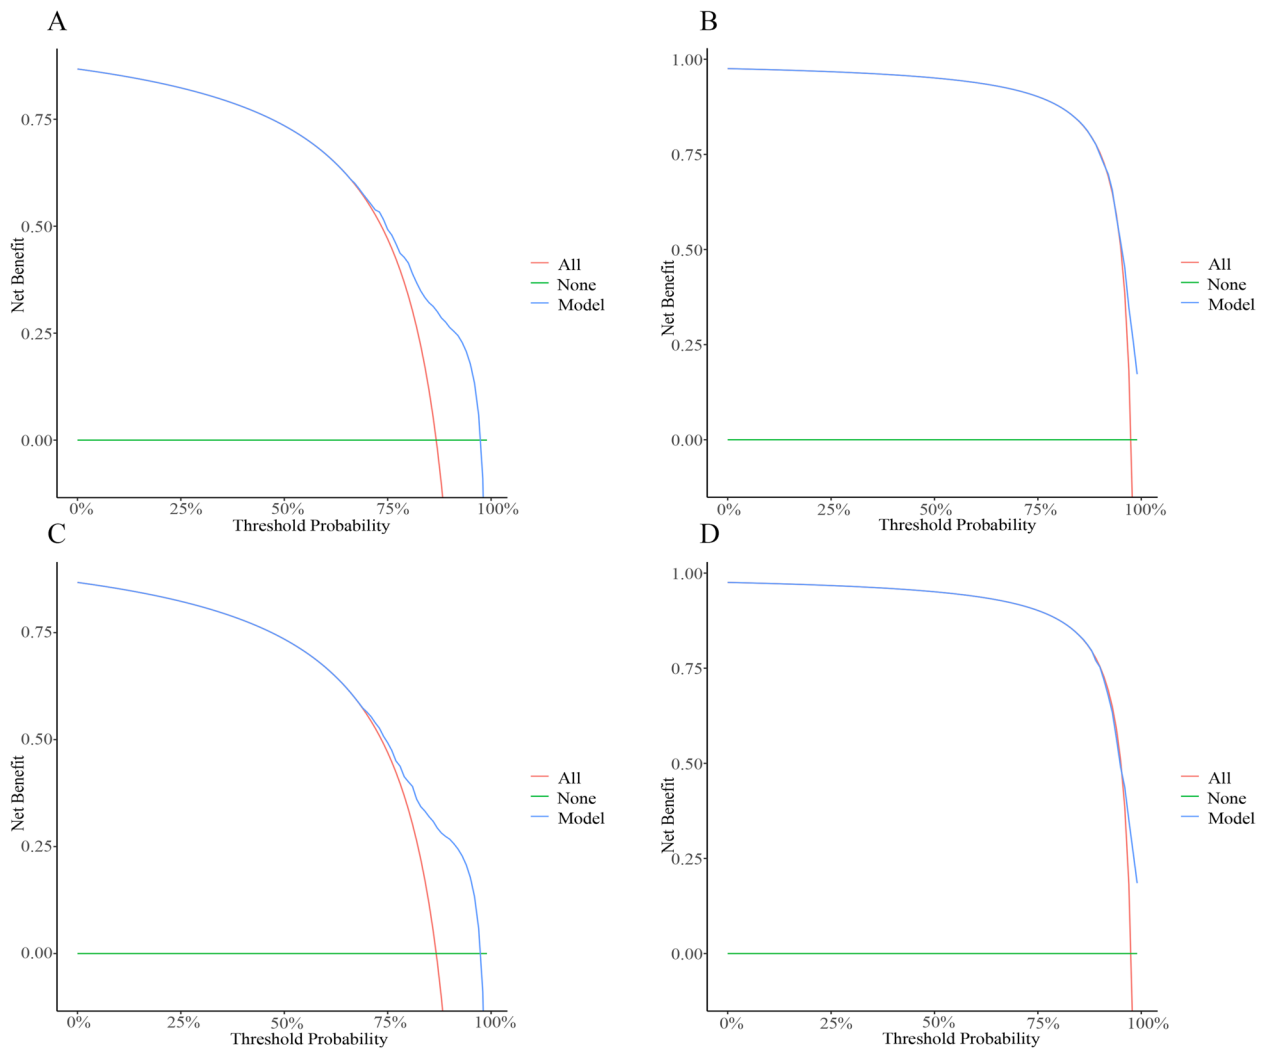 A
0.75
0.50
0.25
0.00
Net Benefit
0% 25% 50% 75% 100%
Threshold Probability
All
None
Model
B
1.00
0.75
0.50
0.25
0.00
Net Benefit
0% 25% 50% 75% 100%
Threshold Probability
All
None
Model
C
0.75
0.50
0.25
0.00
Net Benefit
0% 25% 50% 75% 100%
Threshold Probability
All
None
Model
D
1.00
0.75
0.50
0.25
0.00
Net Benefit
0% 25% 50% 75% 100%
Threshold Probability
All
None
Model